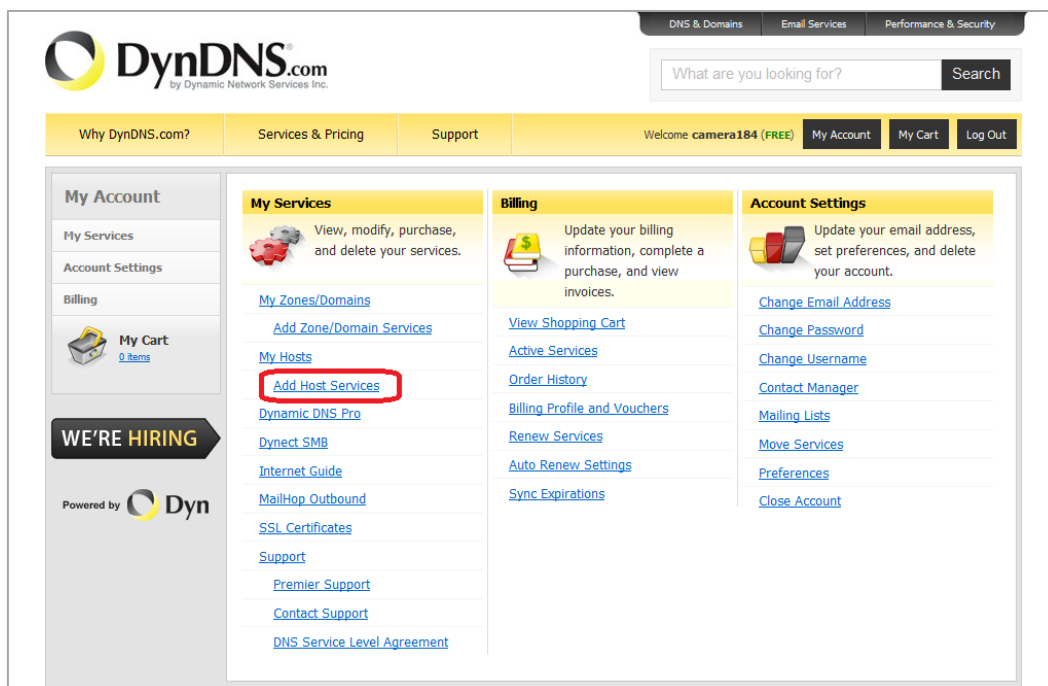 DNS & Domains
Email Services
Performance & Security
DynDNS.com
by Dynamic Network Services Inc.
What are you looking for?
Search
Why DynDNS.com?
Services & Pricing
Support
Welcome camera184 (FREE)
My Account
My Cart
Log Out
My Account
My Services
Account Settings
Billing
My Cart
0 items
WE'RE HIRING
Powered by Dyn
My Services
View, modify, purchase,
and delete your services.
My Zones/Domains
Add Zone/Domain Services
My Hosts
Add Host Services
Dynamic DNS Pro
Dynect SMB
Internet Guide
MailHop Outbound
SSL Certificates
Support
Premier Support
Contact Support
DNS Service Level Agreement
Billing
Update your billing
information, complete a
purchase, and view
invoices.
View Shopping Cart
Active Services
Order History
Billing Profile and Vouchers
Renew Services
Auto Renew Settings
Sync Expirations
Account Settings
Update your email address,
set preferences, and delete
your account.
Change Email Address
Change Password
Change Username
Contact Manager
Mailing Lists
Move Services
Preferences
Close Account